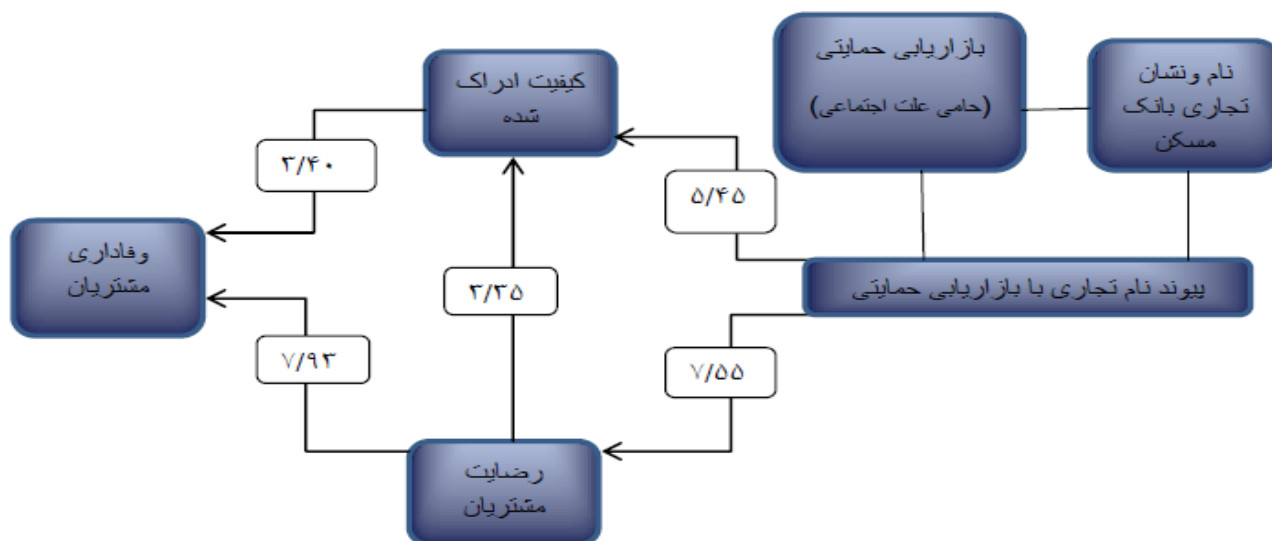 نام ونشان
تجاری بانک
مسکن
بازاریابی حمایتی
(حامی علت اجتماعی)
کیفیت ادراک
شده
۳/۴۰
۵/۴۵
وفاداری
مشتریان
۳/۳۵
پیوند نام تجاری با بازاریابی حمایتی
۷/۹۳
۷/۵۵
رضایت
مشتریان